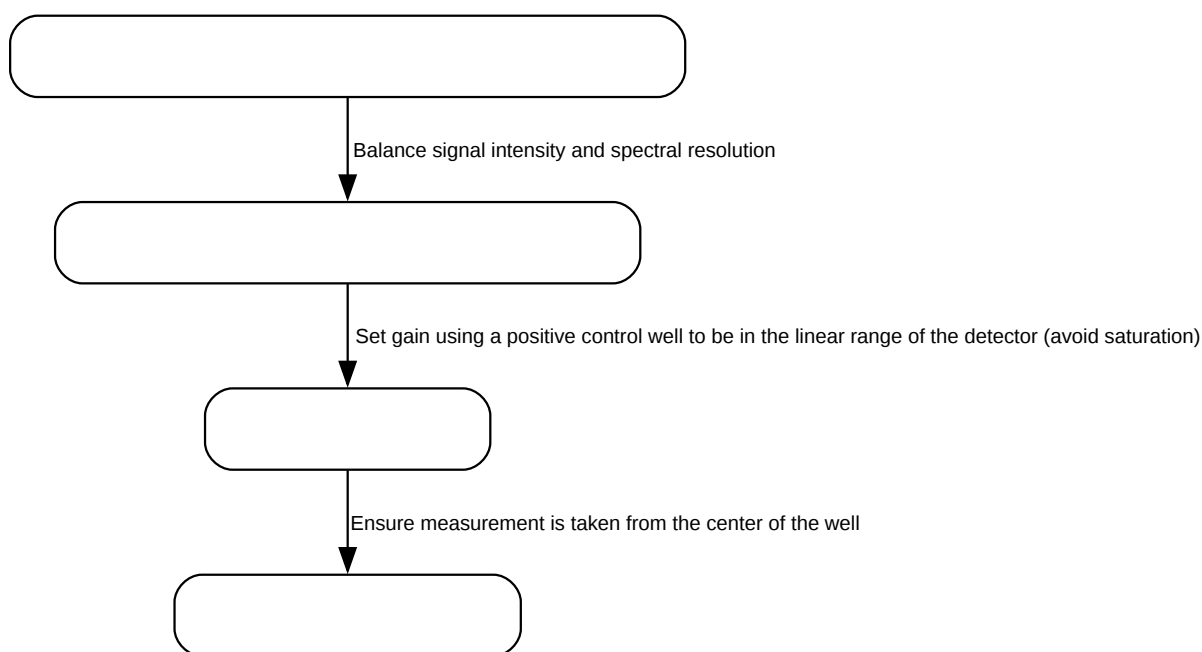 Balance signal intensity and spectral resolution
Set gain using a positive control well to be in the linear range of the detector (avoid saturation)
Ensure measurement is taken from the center of the well